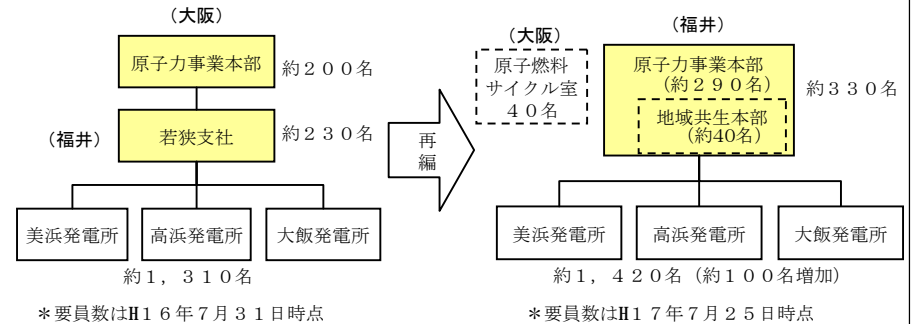 （大阪）
原子力事業本部
約２００名
（福井）
若狭支社
約２３０名
美浜発電所
高浜発電所
大飯発電所
約１，３１０名
＊要員数はH１６年７月３１日時点
再
編
（大阪）
原子燃料
サイクル室
４０名
（福井）
原子力事業本部
（約２９０名）
約３３０名
地域共生本部
（約40名）
美浜発電所
高浜発電所
大飯発電所
約１，４２０名（約１００名増加）
＊要員数はH１７年７月２５日時点